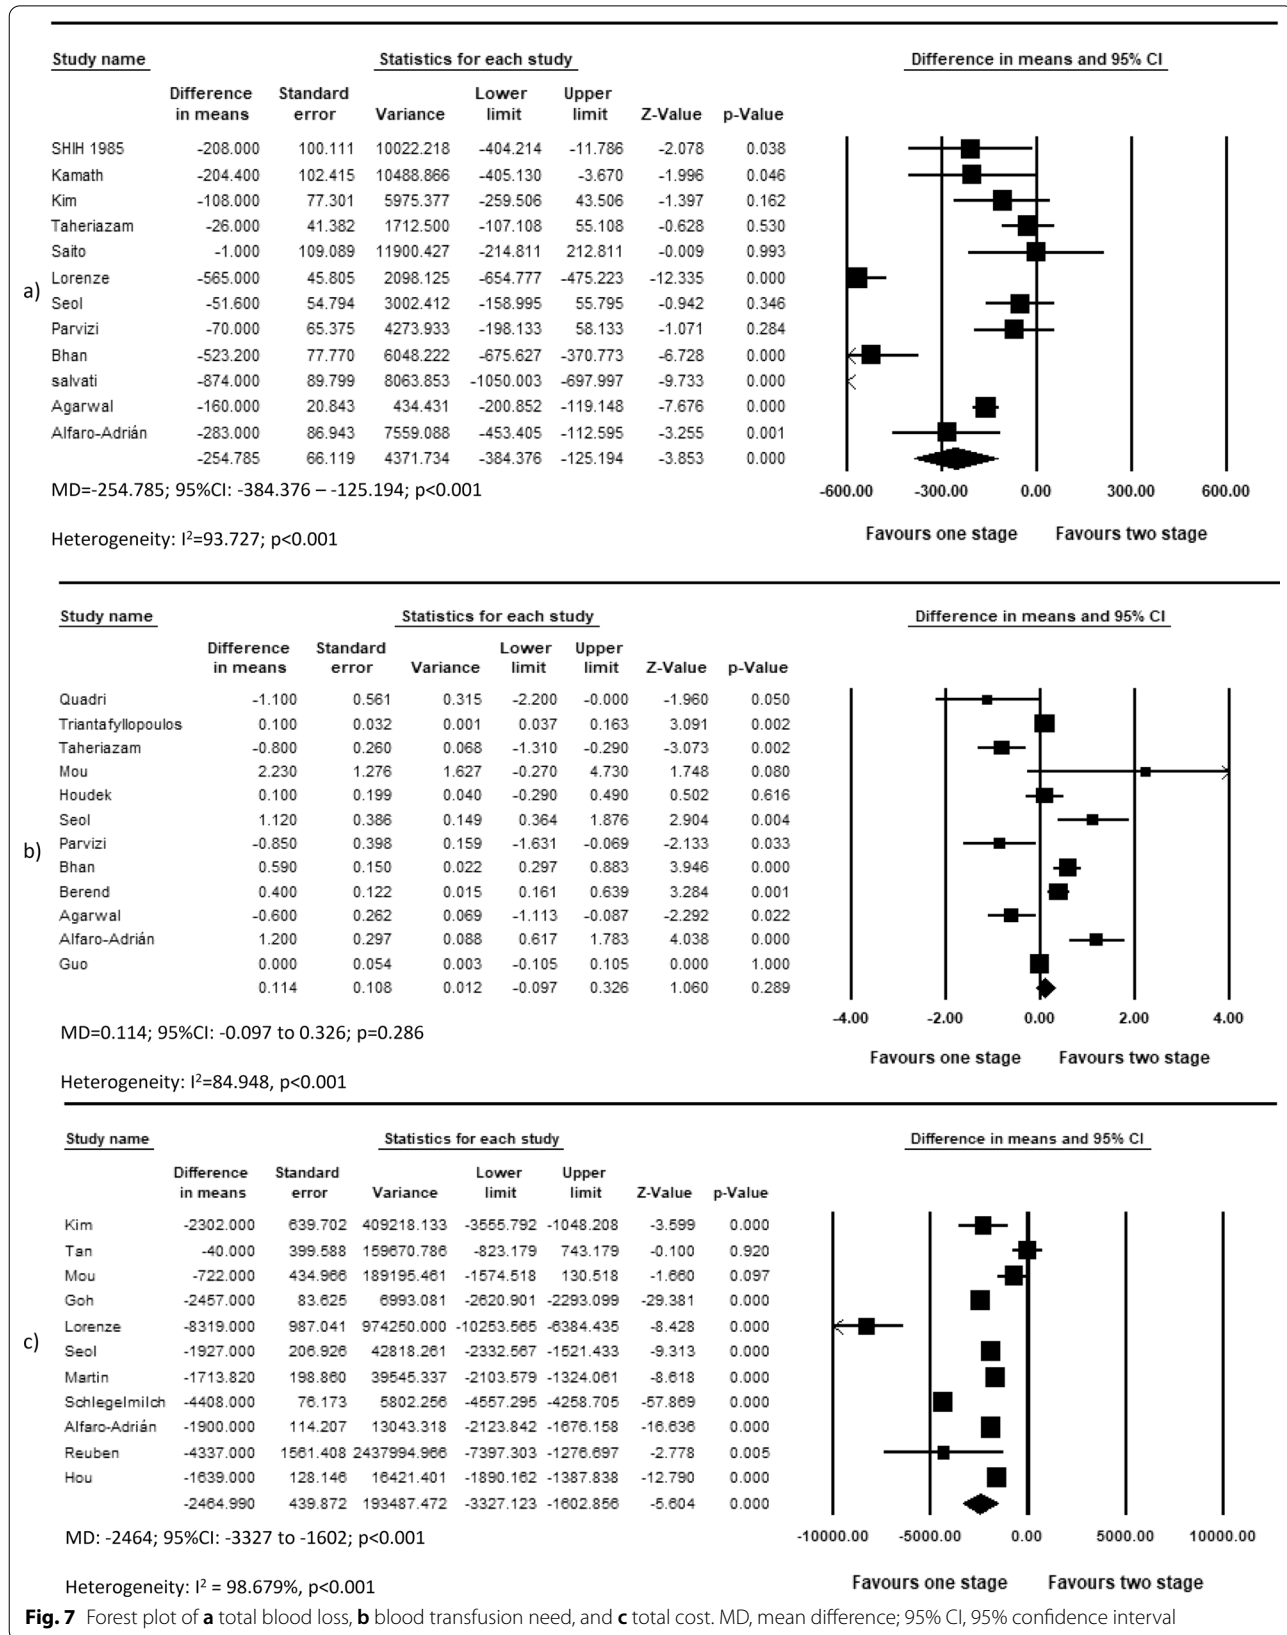 Study name Statistics for each study Difference in means and 95% CI
Difference in means Standard error Variance Lower limit Upper limit Z-Value p-Value
SHIH 1985 -208.000 100.111 10022.218 -404.214 -11.786 -2.078 0.038
Kamath -204.400 102.415 10488.866 -405.130 -3.670 -1.996 0.046
Kim -108.000 77.301 5975.377 -259.506 43.506 -1.397 0.162
Taheriazam -26.000 41.382 1712.500 -107.108 55.108 -0.628 0.530
Saito -1.000 109.089 11900.427 -214.811 212.811 -0.009 0.993
Lorenze -565.000 45.805 2098.125 -654.777 -475.223 -12.335 0.000
a)
Seol -51.600 54.794 3002.412 -158.995 55.795 -0.942 0.346
Parvizi -70.000 65.375 4273.933 -198.133 58.133 -1.071 0.284
Bhan -523.200 77.770 6048.222 -675.627 -370.773 -6.728 0.000
salvati -874.000 89.799 8063.853 -1050.003 -697.997 -9.733 0.000
Agarwal -160.000 20.843 434.431 -200.852 -119.148 -7.676 0.000
Alfaro-Adrián -283.000 86.943 7559.088 -453.405 -112.595 -3.255 0.001
-254.785 66.119 4371.734 -384.376 -125.194 -3.853 0.000
-600.00 -300.00 0.00 300.00 600.00
MD=-254.785; 95%CI: -384.376 – -125.194; p<0.001
Favours one stage Favours two stage
Heterogeneity: I²=93.727; p<0.001
Study name Statistics for each study Difference in means and 95% CI
Difference in means Standard error Variance Lower limit Upper limit Z-Value p-Value
Quadri -1.100 0.561 0.315 -2.200 -0.000 -1.960 0.050
Triantafyllopoulos 0.100 0.032 0.001 0.037 0.163 3.091 0.002
Taheriazam -0.800 0.260 0.068 -1.310 -0.290 -3.073 0.002
Mou 2.230 1.276 1.627 -0.270 4.730 1.748 0.080
Houdek 0.100 0.199 0.040 -0.290 0.490 0.502 0.616
Seol 1.120 0.386 0.149 0.364 1.876 2.904 0.004
b)
Parvizi -0.850 0.398 0.159 -1.631 -0.069 -2.133 0.033
Bhan 0.590 0.150 0.022 0.297 0.883 3.946 0.000
Berend 0.400 0.122 0.015 0.161 0.639 3.284 0.001
Agarwal -0.600 0.262 0.069 -1.113 -0.087 -2.292 0.022
Alfaro-Adrián 1.200 0.297 0.088 0.617 1.783 4.038 0.000
Guo 0.000 0.054 0.003 -0.105 0.105 0.000 1.000
0.114 0.108 0.012 -0.097 0.326 1.060 0.289
-4.00 -2.00 0.00 2.00 4.00
MD=0.114; 95%CI: -0.097 to 0.326; p=0.286
Favours one stage Favours two stage
Heterogeneity: I²=84.948, p<0.001
Study name Statistics for each study Difference in means and 95% CI
Difference in means Standard error Variance Lower limit Upper limit Z-Value p-Value
Kim -2302.000 639.702 409218.133 -3555.792 -1048.208 -3.599 0.000
Tan -40.000 399.588 159670.786 -823.179 743.179 -0.100 0.920
Mou -722.000 434.966 189195.461 -1574.518 130.518 -1.660 0.097
Goh -2457.000 83.625 6993.081 -2620.901 -2293.099 -29.381 0.000
Lorenze -8319.000 987.041 974250.000 -10253.565 -6384.435 -8.428 0.000
c)
Seol -1927.000 206.926 42818.261 -2332.567 -1521.433 -9.313 0.000
Martin -1713.820 198.860 39545.337 -2103.579 -1324.061 -8.618 0.000
Schlegelmilch -4408.000 76.173 5802.256 -4557.295 -4258.705 -57.869 0.000
Alfaro-Adrián -1900.000 114.207 13043.318 -2123.842 -1676.158 -16.636 0.000
Reuben -4337.000 1561.408 2437994.966 -7397.303 -1276.697 -2.778 0.005
Hou -1639.000 128.146 16421.401 -1890.162 -1387.838 -12.790 0.000
-2464.990 439.872 193487.472 -3327.123 -1602.856 -5.604 0.000
-10000.00 -5000.00 0.00 5000.00 10000.00
MD: -2464; 95%CI: -3327 to -1602; p<0.001
Favours one stage Favours two stage
Heterogeneity: I² = 98.679%, p<0.001
Fig. 7 Forest plot of a total blood loss, b blood transfusion need, and c total cost. MD, mean difference; 95% CI, 95% confidence interval